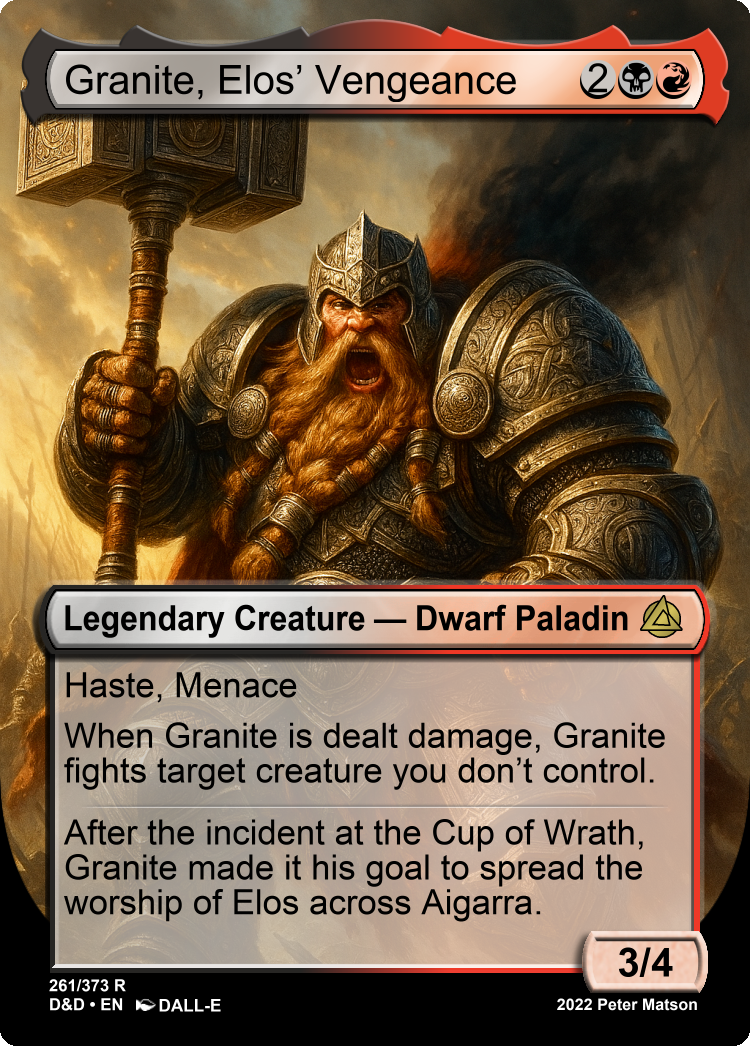 Granite, Elos’ Vengeance 2
Legendary Creature — Dwarf Paladin
Haste, Menace
When Granite is dealt damage, Granite
fights target creature you don’t control.
After the incident at the Cup of Wrath,
Granite made it his goal to spread the
worship of Elos across Aigarra.
3/4
261/373 R
D&D • EN DALL-E
2022 Peter Matson